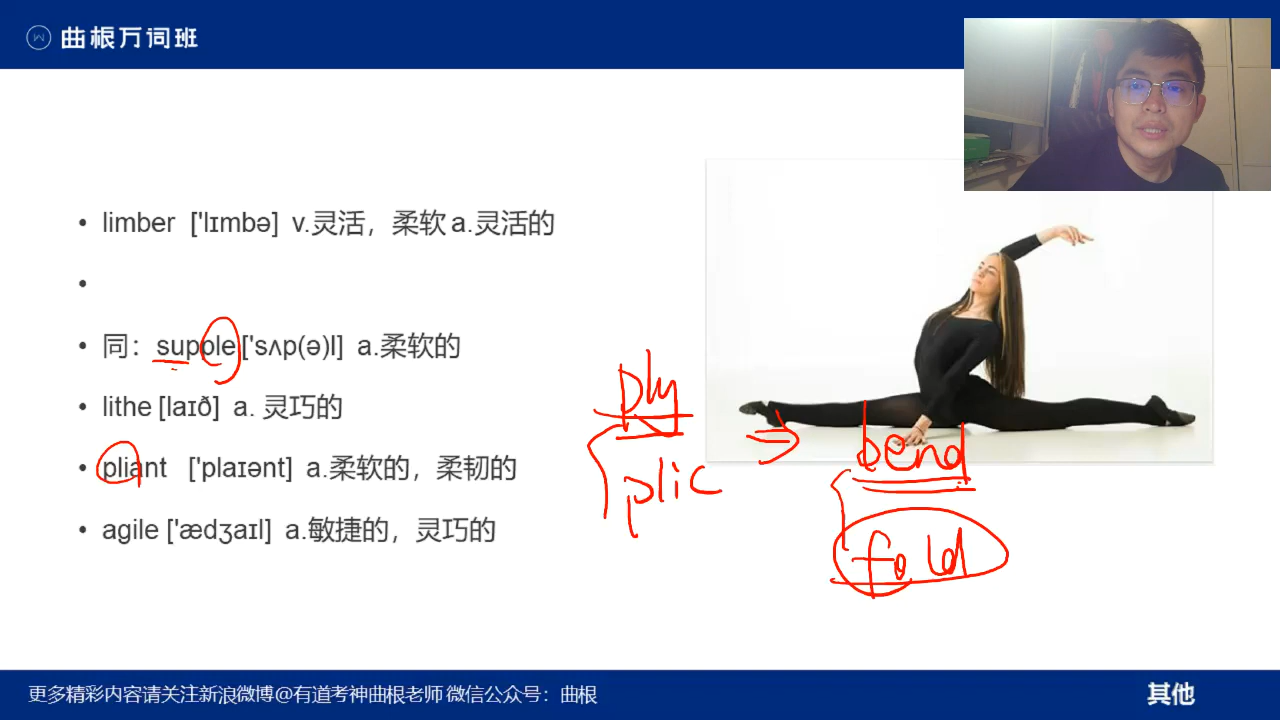 曲根万词班
limber ['lɪmbə] v.灵活，柔软 a.灵活的
同：supple ['sʌp(ə)l] a.柔软的
lithe [laɪð] a. 灵巧的
pliant ['plaɪənt] a.柔软的，柔韧的
agile ['ædʒaɪl] a.敏捷的，灵巧的
ply
plic
⇒ bend
fold
更多精彩内容请关注新浪微博@有道考神曲根老师 微信公众号：曲根
其他